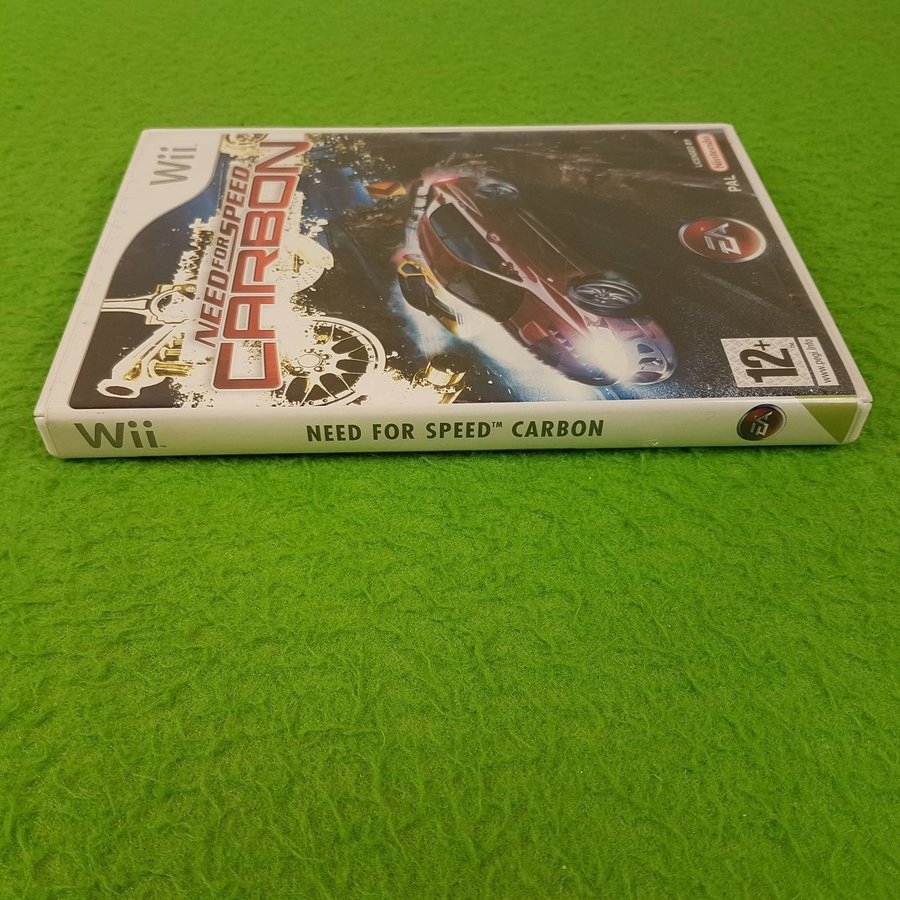 Wii
NEED FOR SPEED
CARBON
LICENSED BY
Nintendo
PAL
EA
12+
www.pegi.info
Wii™
NEED FOR SPEED™ CARBON
EA